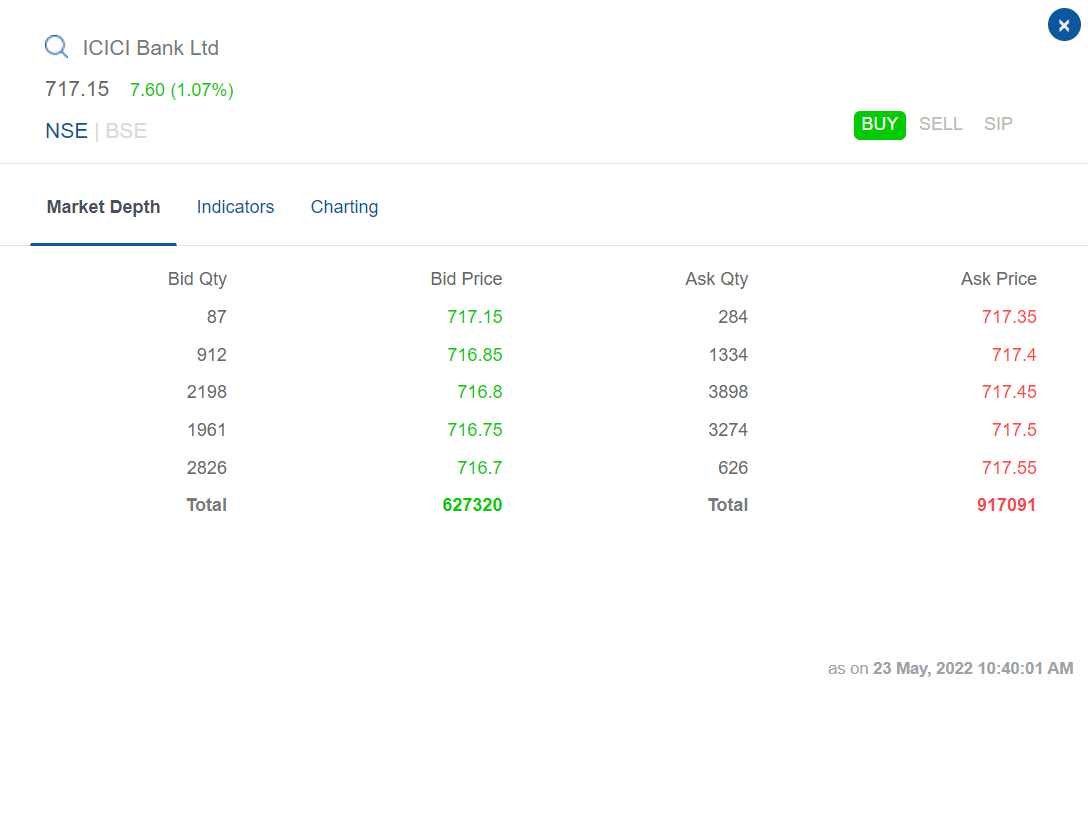 ICICI Bank Ltd
717.15 7.60 (1.07%)
NSE | BSE
BUY SELL SIP
Market Depth Indicators Charting
Bid Qty Bid Price Ask Qty Ask Price
87 717.15 284 717.35
912 716.85 1334 717.4
2198 716.8 3898 717.45
1961 716.75 3274 717.5
2826 716.7 626 717.55
Total 627320 Total 917091
as on 23 May, 2022 10:40:01 AM